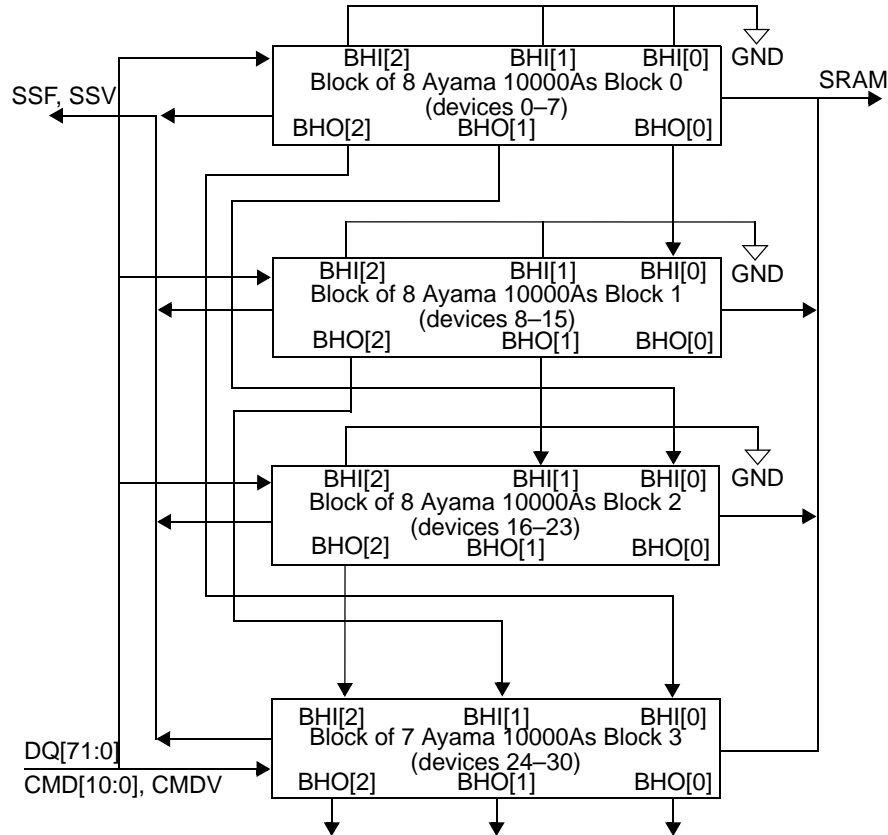 BHI[2] BHI[1] BHI[0] GND
Block of 8 Ayama 10000As Block 0
(devices 0–7)
BHO[2] BHO[1] BHO[0]
SSF, SSV
SRAM
BHI[2] BHI[1] BHI[0] GND
Block of 8 Ayama 10000As Block 1
(devices 8–15)
BHO[2] BHO[1] BHO[0]
BHI[2] BHI[1] BHI[0] GND
Block of 8 Ayama 10000As Block 2
(devices 16–23)
BHO[2] BHO[1] BHO[0]
BHI[2] BHI[1] BHI[0]
Block of 7 Ayama 10000As Block 3
(devices 24–30)
BHO[2] BHO[1] BHO[0]
DQ[71:0]
CMD[10:0], CMDV